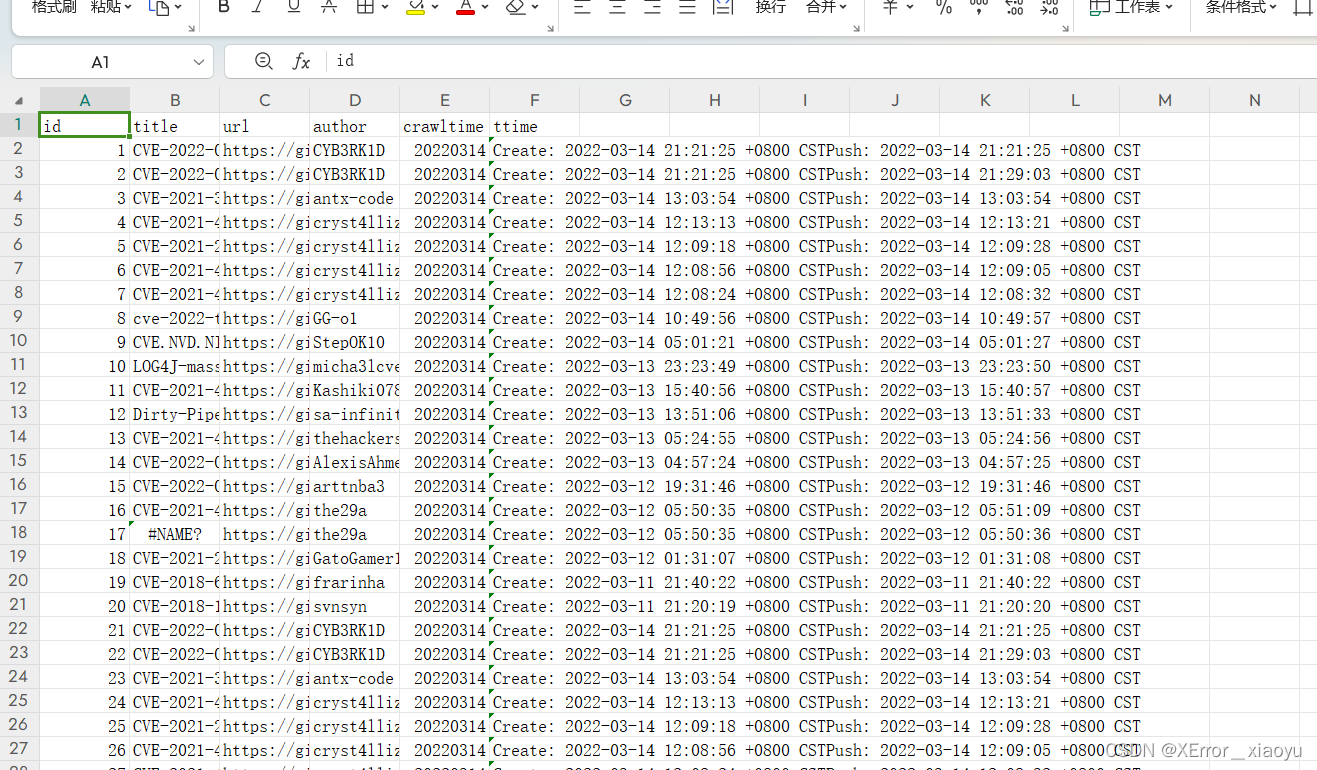 格式刷 粘贴 B I U A 换行 合并 ￥ % 000 .00 工作表 条件格式
A1 fx id
A B C D E F G H I J K L M N
1 id title url author crawltime ttime
2 1 CVE-2022-0 https://gi CYB3RK1D 20220314 Create: 2022-03-14 21:21:25 +0800 CSTPush: 2022-03-14 21:21:25 +0800 CST
3 2 CVE-2022-0 https://gi CYB3RK1D 20220314 Create: 2022-03-14 21:21:25 +0800 CSTPush: 2022-03-14 21:29:03 +0800 CST
4 3 CVE-2021-3 https://gi antx-code 20220314 Create: 2022-03-14 13:03:54 +0800 CSTPush: 2022-03-14 13:03:54 +0800 CST
5 4 CVE-2021-4 https://gi cryst4lliz 20220314 Create: 2022-03-14 12:13:13 +0800 CSTPush: 2022-03-14 12:13:21 +0800 CST
6 5 CVE-2021-2 https://gi cryst4lliz 20220314 Create: 2022-03-14 12:09:18 +0800 CSTPush: 2022-03-14 12:09:28 +0800 CST
7 6 CVE-2021-4 https://gi cryst4lliz 20220314 Create: 2022-03-14 12:08:56 +0800 CSTPush: 2022-03-14 12:09:05 +0800 CST
8 7 CVE-2021-4 https://gi cryst4lliz 20220314 Create: 2022-03-14 12:08:24 +0800 CSTPush: 2022-03-14 12:08:32 +0800 CST
9 8 cve-2022-t https://gi GG-o1 20220314 Create: 2022-03-14 10:49:56 +0800 CSTPush: 2022-03-14 10:49:57 +0800 CST
10 9 CVE.NVD.NI https://gi StepOK10 20220314 Create: 2022-03-14 05:01:21 +0800 CSTPush: 2022-03-14 05:01:27 +0800 CST
11 10 LOG4J-mass https://gi micha3lcve 20220314 Create: 2022-03-13 23:23:49 +0800 CSTPush: 2022-03-13 23:23:50 +0800 CST
12 11 CVE-2021-4 https://gi Kashiki078 20220314 Create: 2022-03-13 15:40:56 +0800 CSTPush: 2022-03-13 15:40:57 +0800 CST
13 12 Dirty-Pipe https://gi sa-infinit 20220314 Create: 2022-03-13 13:51:06 +0800 CSTPush: 2022-03-13 13:51:33 +0800 CST
14 13 CVE-2021-4 https://gi thehackers 20220314 Create: 2022-03-13 05:24:55 +0800 CSTPush: 2022-03-13 05:24:56 +0800 CST
15 14 CVE-2022-0 https://gi AlexisAhme 20220314 Create: 2022-03-13 04:57:24 +0800 CSTPush: 2022-03-13 04:57:25 +0800 CST
16 15 CVE-2022-0 https://gi arttnba3 20220314 Create: 2022-03-12 19:31:46 +0800 CSTPush: 2022-03-12 19:31:46 +0800 CST
17 16 CVE-2021-4 https://gi the29a 20220314 Create: 2022-03-12 05:50:35 +0800 CSTPush: 2022-03-12 05:51:09 +0800 CST
18 17 #NAME? https://gi the29a 20220314 Create: 2022-03-12 05:50:35 +0800 CSTPush: 2022-03-12 05:50:36 +0800 CST
19 18 CVE-2021-2 https://gi GatoGamer1 20220314 Create: 2022-03-12 01:31:07 +0800 CSTPush: 2022-03-12 01:31:08 +0800 CST
20 19 CVE-2018-6 https://gi frarinha 20220314 Create: 2022-03-11 21:40:22 +0800 CSTPush: 2022-03-11 21:40:22 +0800 CST
21 20 CVE-2018-1 https://gi svnsyn 20220314 Create: 2022-03-11 21:20:19 +0800 CSTPush: 2022-03-11 21:20:20 +0800 CST
22 21 CVE-2022-0 https://gi CYB3RK1D 20220314 Create: 2022-03-14 21:21:25 +0800 CSTPush: 2022-03-14 21:21:25 +0800 CST
23 22 CVE-2022-0 https://gi CYB3RK1D 20220314 Create: 2022-03-14 21:21:25 +0800 CSTPush: 2022-03-14 21:29:03 +0800 CST
24 23 CVE-2021-3 https://gi antx-code 20220314 Create: 2022-03-14 13:03:54 +0800 CSTPush: 2022-03-14 13:03:54 +0800 CST
25 24 CVE-2021-4 https://gi cryst4lliz 20220314 Create: 2022-03-14 12:13:13 +0800 CSTPush: 2022-03-14 12:13:21 +0800 CST
26 25 CVE-2021-2 https://gi cryst4lliz 20220314 Create: 2022-03-14 12:09:18 +0800 CSTPush: 2022-03-14 12:09:28 +0800 CST
27 26 CVE-2021-4 https://gi cryst4lliz 20220314 Create: 2022-03-14 12:08:56 +0800 CSTPush: 2022-03-14 12:09:05 +0800 CST
CSDN @XError__xiaoyu